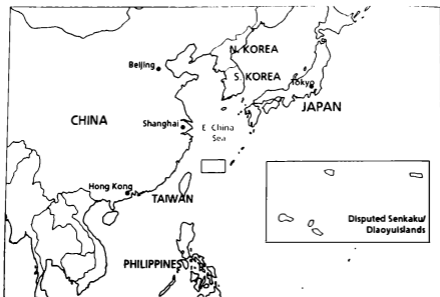 N. KOREA
Beijing
S. KOREA
Tokyo
JAPAN
CHINA
Shanghai
E. China
Sea
Hong Kong
TAIWAN
Disputed Senkaku/
Diaoyuislands
PHILIPPINES